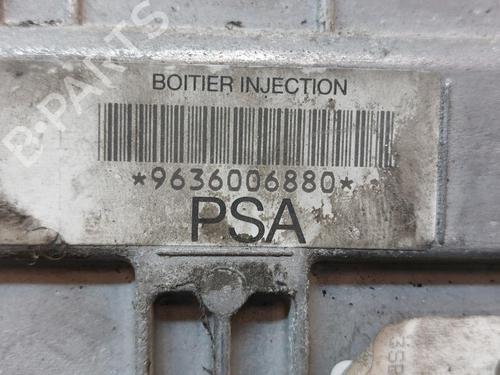 BOITIER INJECTION
*9636006880*
PSA
B-PARTS